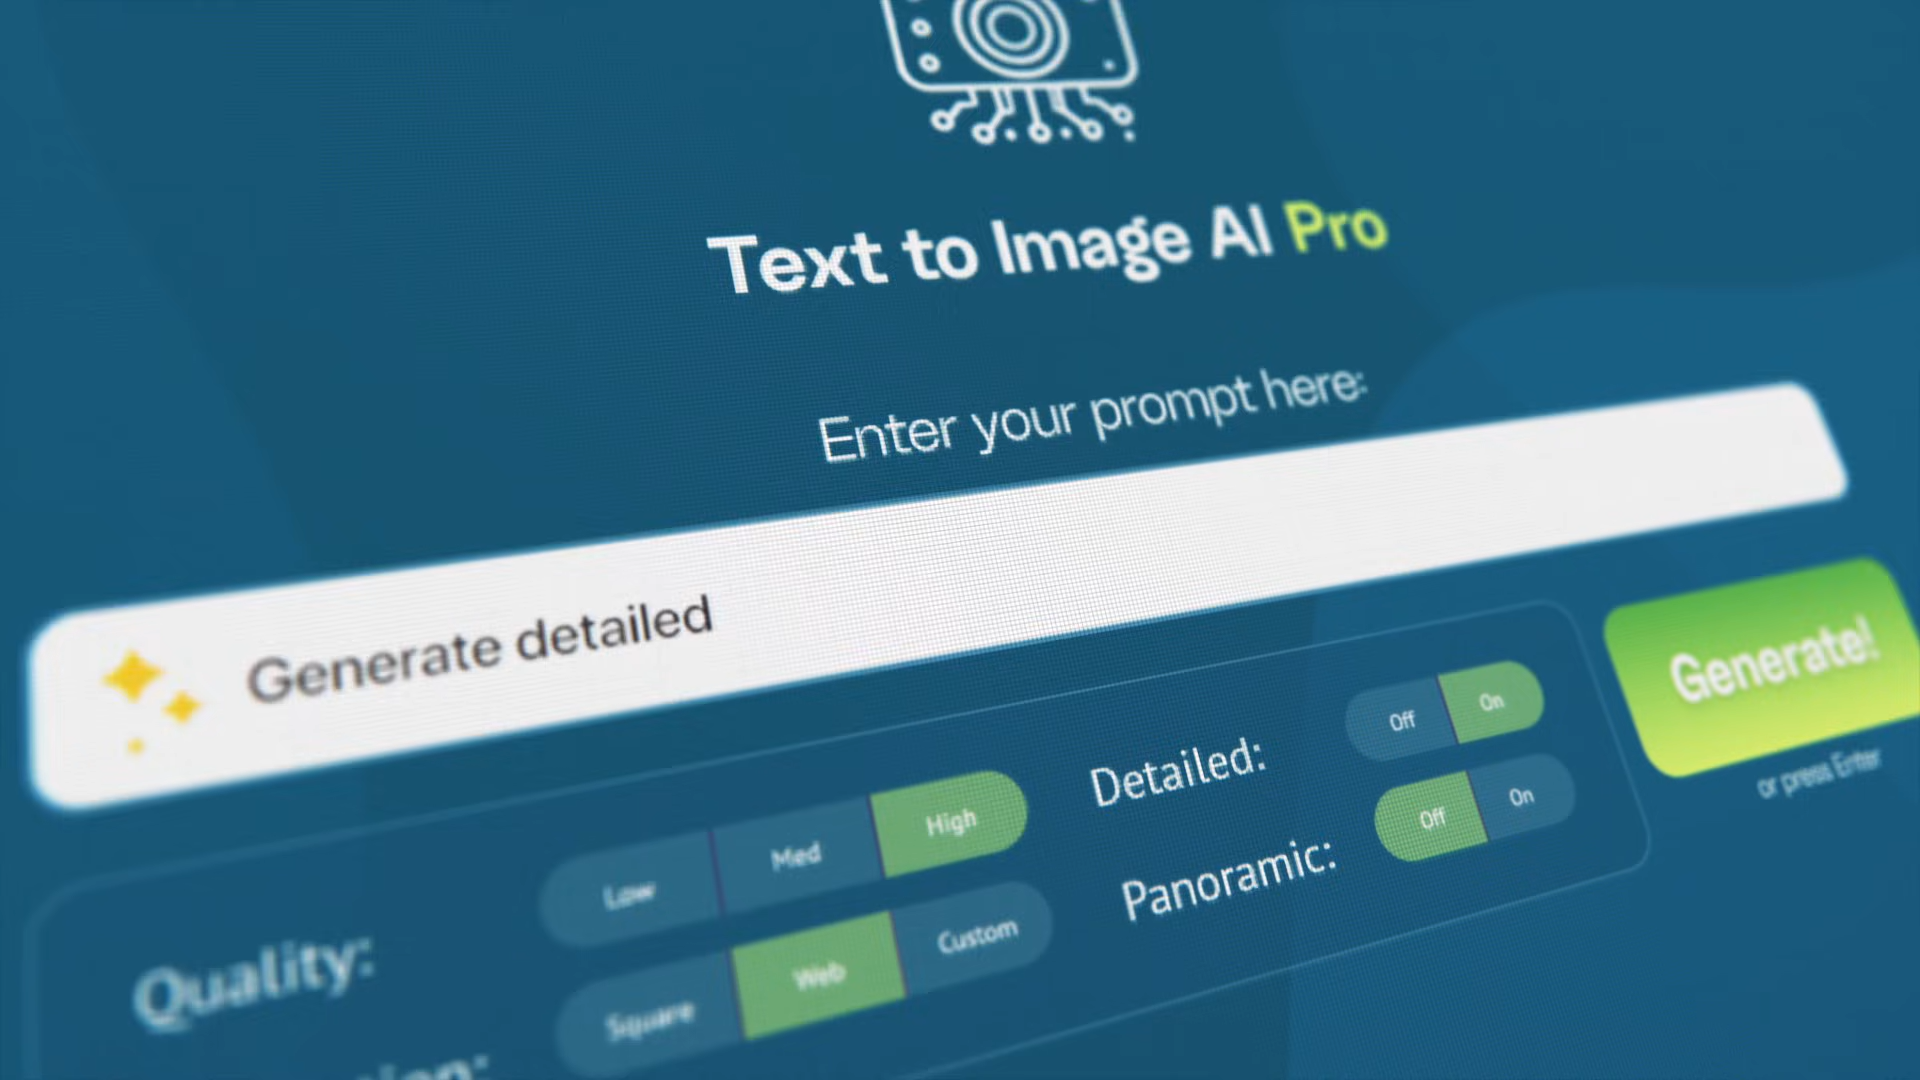 Text to Image AI Pro
Enter your prompt here:
Generate detailed
Generate!
or press Enter
Quality:
Low
Med
High
Detailed:
Off
On
Square
Web
Custom
Panoramic:
Off
On